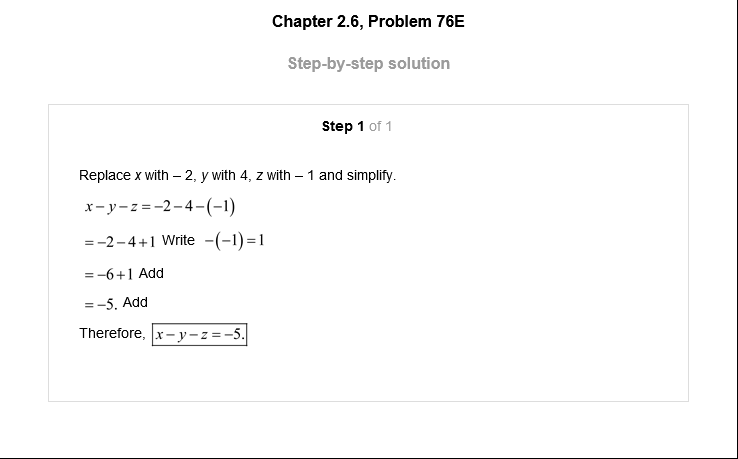 Chapter 2.6, Problem 76E
Step-by-step solution
Step 1 of 1
Replace x with – 2, y with 4, z with – 1 and simplify.
x – y – z = –2 – 4 – (–1)
= –2 – 4 + 1 Write –(–1) = 1
= –6 + 1 Add
= –5. Add
Therefore, x – y – z = –5.